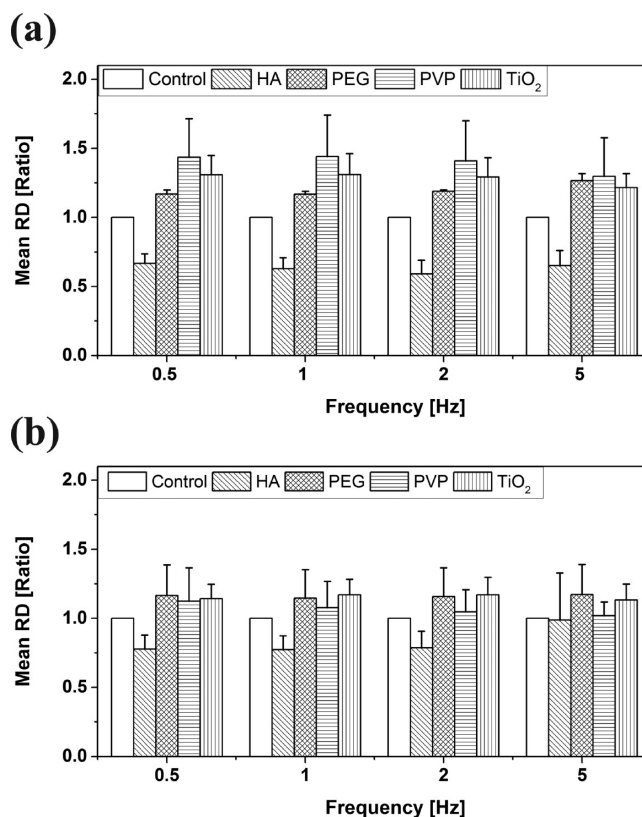 (a)
Control HA PEG PVP TiO₂
2.0
1.5
1.0
0.5
0.0
Mean RD [Ratio]
0.5 1 2 5
Frequency [Hz]
(b)
Control HA PEG PVP TiO₂
2.0
1.5
1.0
0.5
0.0
Mean RD [Ratio]
0.5 1 2 5
Frequency [Hz]